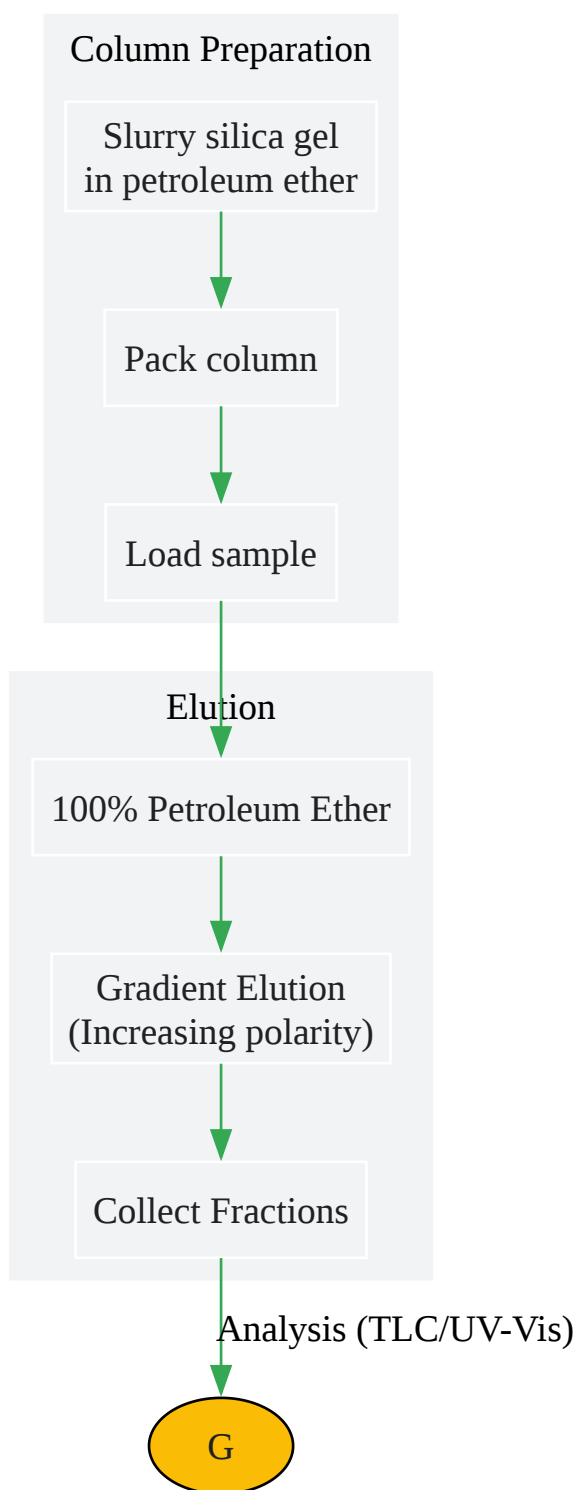 Column Preparation
Slurry silica gel
in petroleum ether
Pack column
Load sample
Elution
100% Petroleum Ether
Gradient Elution
(Increasing polarity)
Collect Fractions
Analysis (TLC/UV-Vis)
G